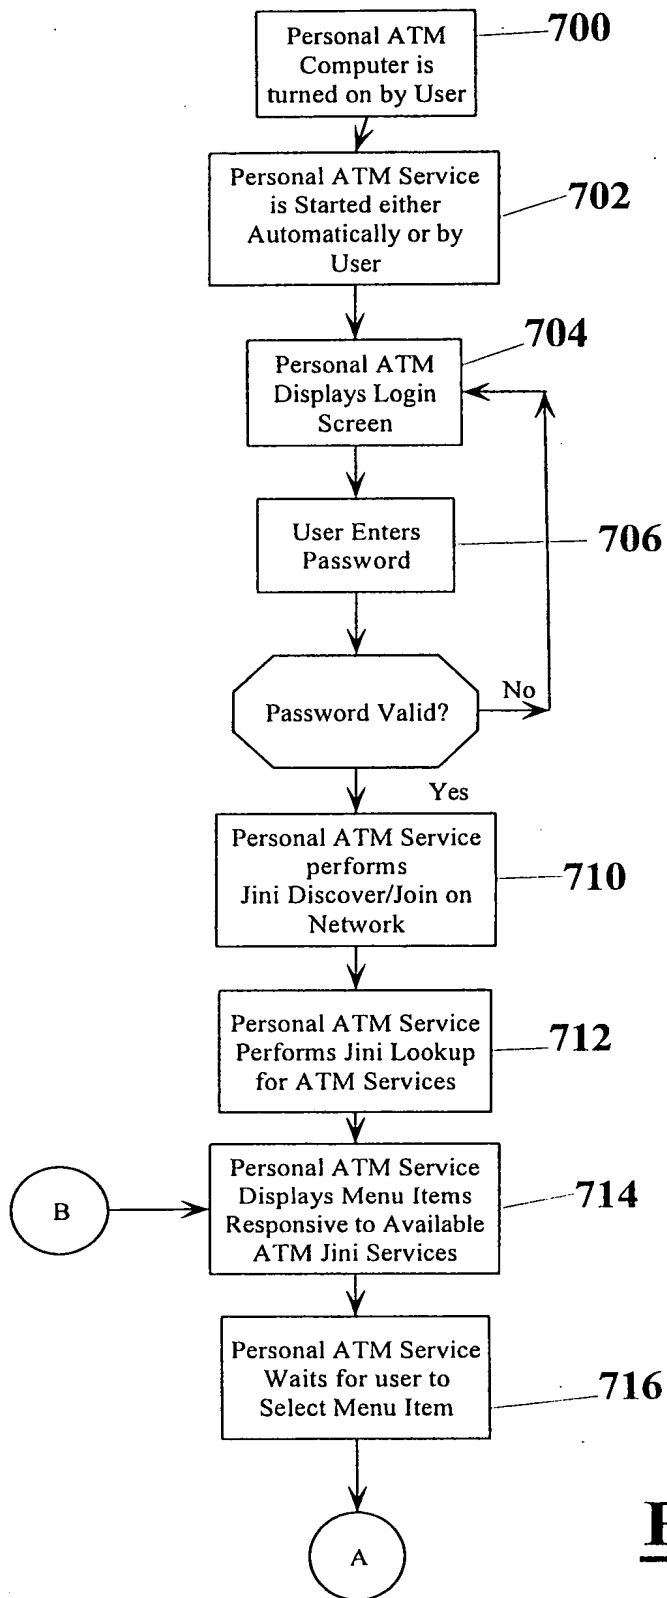 Personal ATM
Computer is
turned on by User
700
Personal ATM Service
is Started either
Automatically or by
User
702
Personal ATM
Displays Login
Screen
704
User Enters
Password
706
Password Valid?
No
Yes
Personal ATM Service
performs
Jini Discover/Join on
Network
710
Personal ATM Service
Performs Jini Lookup
for ATM Services
712
B
Personal ATM Service
Displays Menu Items
Responsive to Available
ATM Jini Services
714
Personal ATM Service
Waits for user to
Select Menu Item
716
A